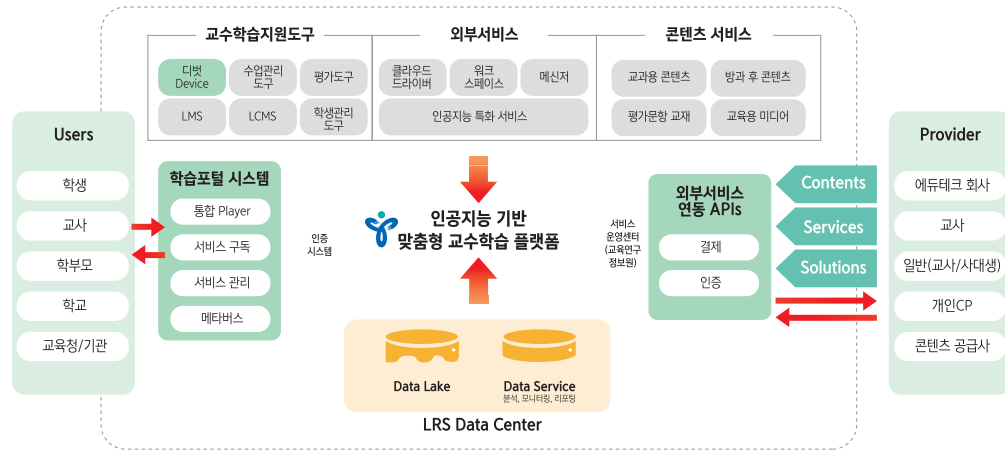 교수학습지원도구
디벗
Device
수업관리
도구
평가도구
LMS
LCMS
학생관리
도구
외부서비스
클라우드
드라이버
워크
스페이스
메신저
인공지능 특화 서비스
콘텐츠 서비스
교과용 콘텐츠
방과 후 콘텐츠
평가문항 교재
교육용 미디어
Users
학생
교사
학부모
학교
교육청/기관
학습포털 시스템
통합 Player
서비스 구독
서비스 관리
메타버스
인증
시스템
인공지능 기반
맞춤형 교수학습 플랫폼
서비스
운영센터
(교육연구
정보원)
외부서비스
연동 APIs
결제
인증
Contents
Services
Solutions
Provider
에듀테크 회사
교사
일반(교사/사대생)
개인CP
콘텐츠 공급사
Data Lake
Data Service
분석, 모니터링, 리포팅
LRS Data Center